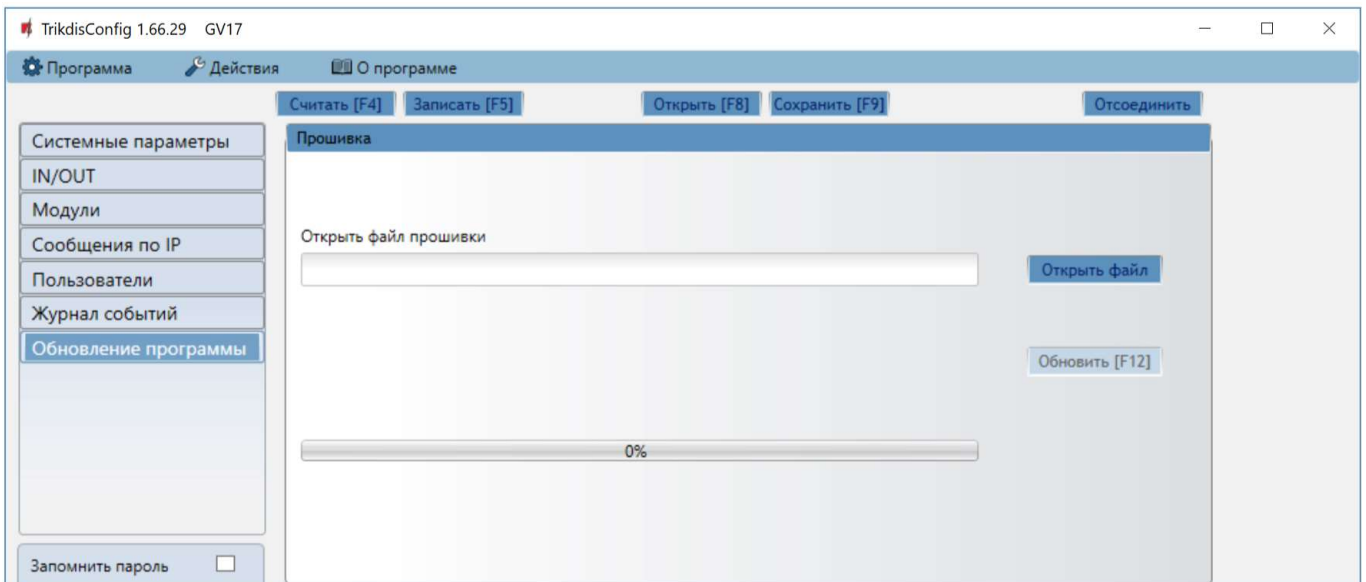 TrikdisConfig 1.66.29 GV17
Программа Действия О программе
Считать [F4] Записать [F5] Открыть [F8] Сохранить [F9] Отсоединить
Системные параметры
IN/OUT
Модули
Сообщения по IP
Пользователи
Журнал событий
Обновление программы
Запомнить пароль
Прошивка
Открыть файл прошивки
Открыть файл
Обновить [F12]
0%